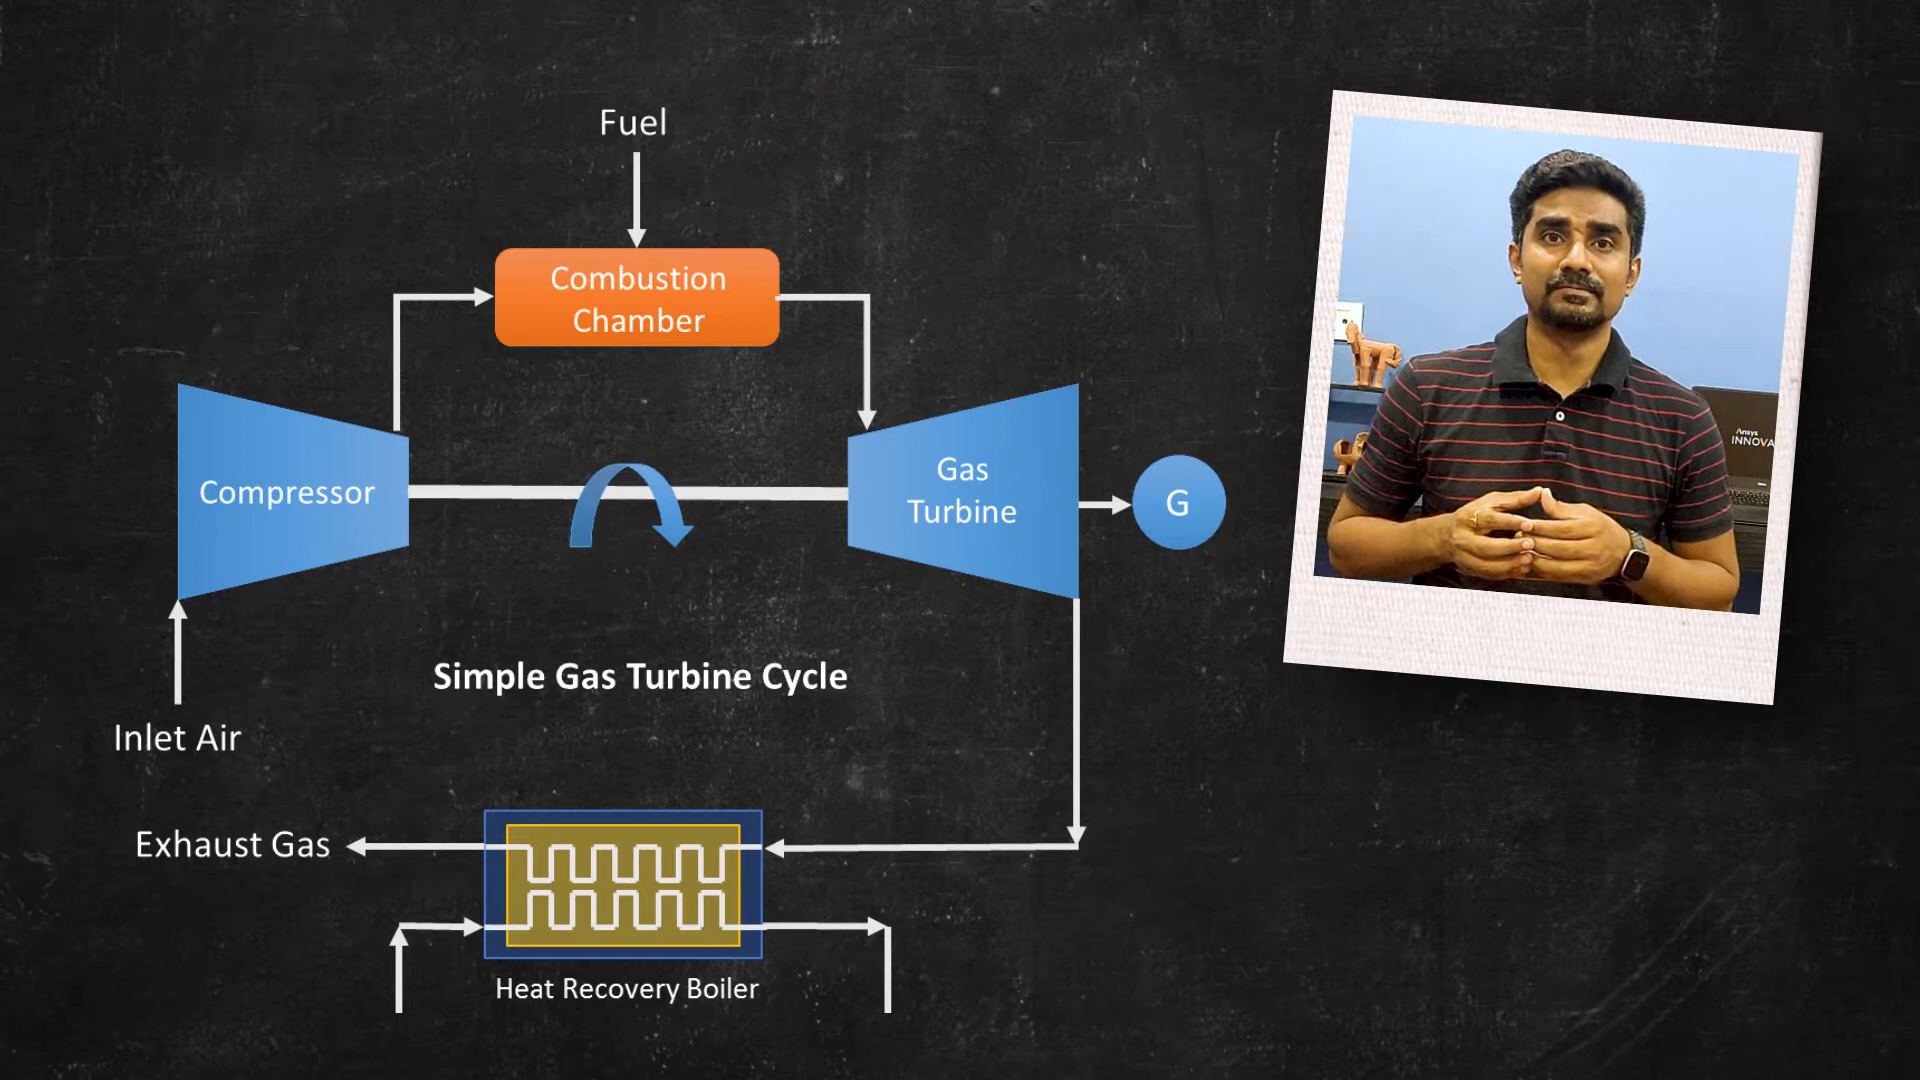 Fuel
Combustion
Chamber
Compressor
Gas
Turbine
G
Ansys
INNOVA
Simple Gas Turbine Cycle
Inlet Air
Exhaust Gas
Heat Recovery Boiler